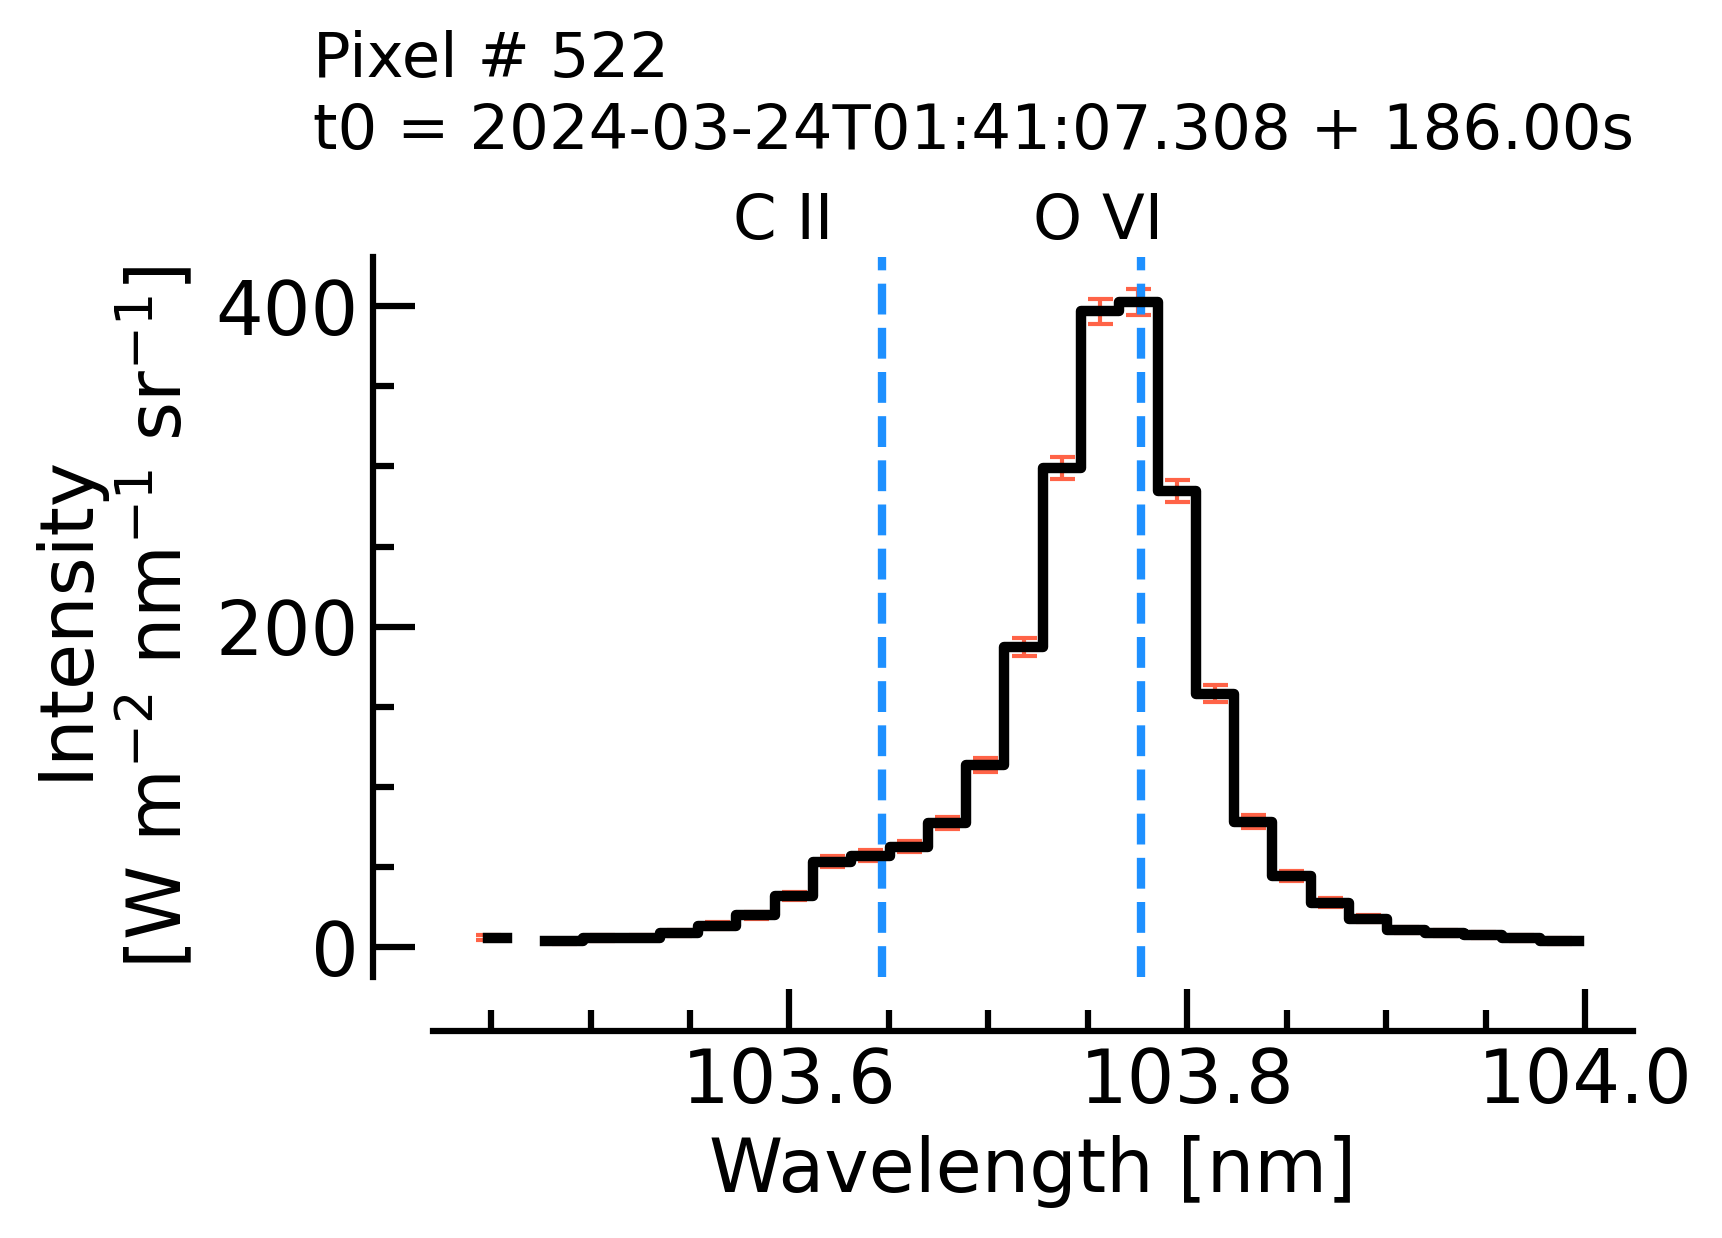 Pixel # 522
t0 = 2024-03-24T01:41:07.308 + 186.00s
C II O VI
Intensity
[W m⁻² nm⁻¹ sr⁻¹]
400
200
0
103.6 103.8 104.0
Wavelength [nm]